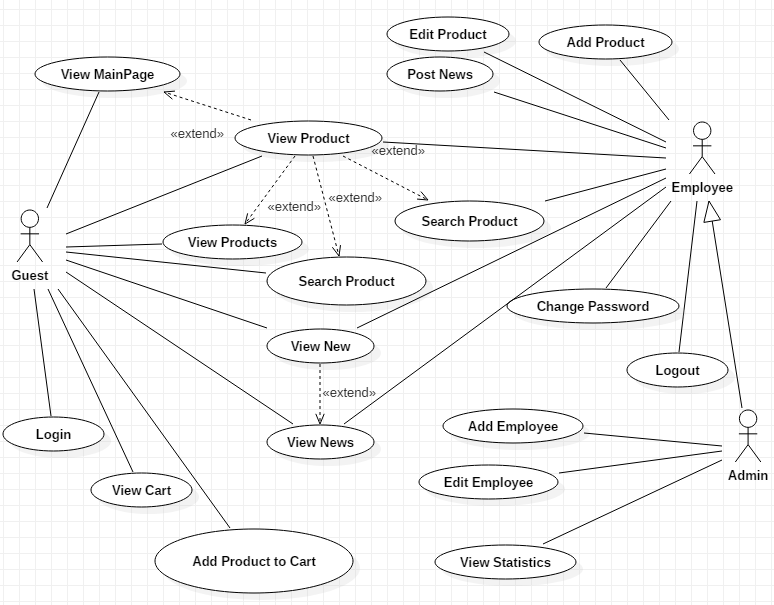 Edit Product
Add Product
View MainPage
Post News
«extend»
View Product
«extend»
Employee
«extend»
«extend»
Search Product
Guest
View Products
Search Product
Change Password
View New
Logout
«extend»
Login
View News
Add Employee
Admin
View Cart
Edit Employee
Add Product to Cart
View Statistics